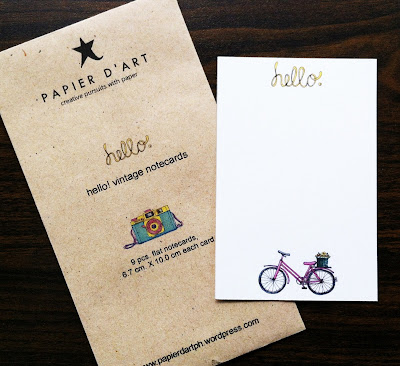 PAPIER D'ART
creative pursuits with paper
hello!
hello! vintage notecards
9 pcs. flat notecards,
6.7 cm. X 10.0 cm each card
www.papierdartph.wordpress.com
hello!